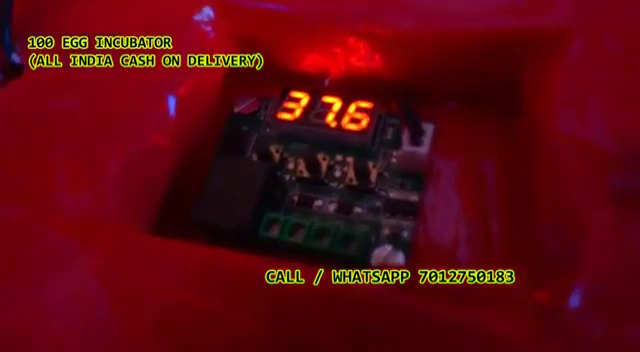 100 EGG INCUBATOR
(ALL INDIA CASH ON DELIVERY)
37.6
CALL / WHATSAPP 7012750183